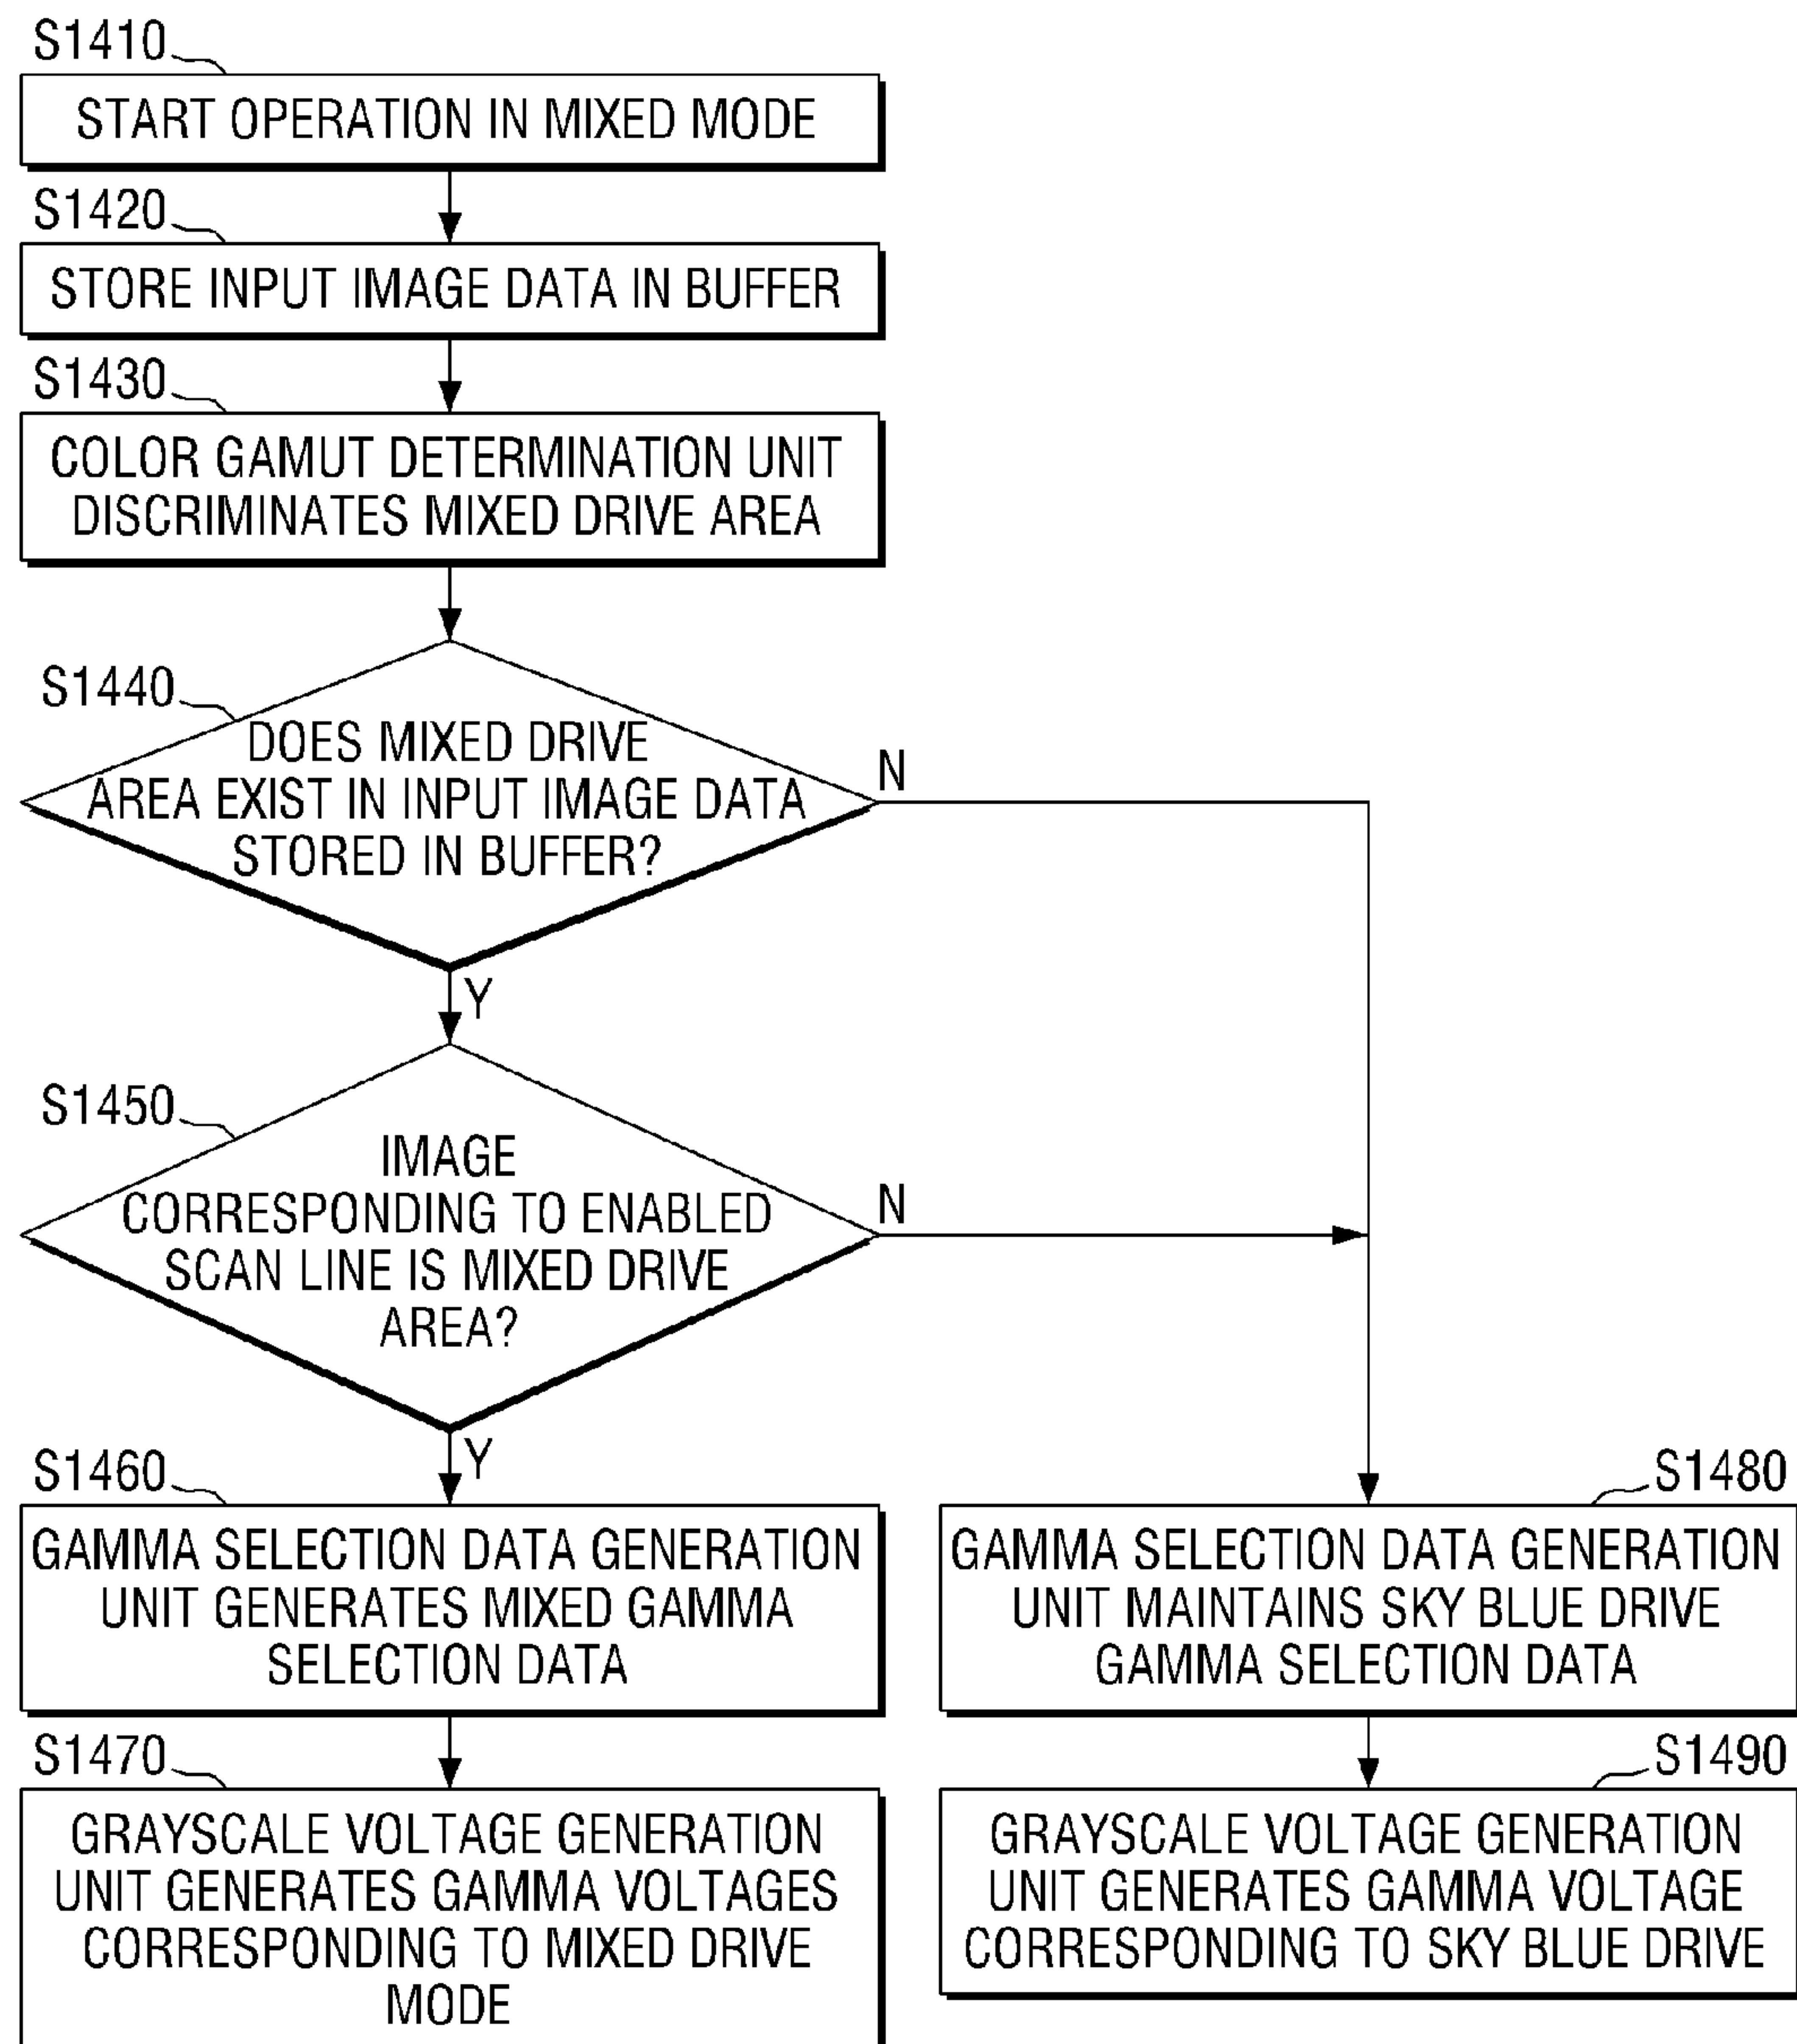 S1410
START OPERATION IN MIXED MODE
S1420
STORE INPUT IMAGE DATA IN BUFFER
S1430
COLOR GAMUT DETERMINATION UNIT
DISCRIMINATES MIXED DRIVE AREA
S1440
DOES MIXED DRIVE
AREA EXIST IN INPUT IMAGE DATA
STORED IN BUFFER?
N
Y
S1450
IMAGE
CORRESPONDING TO ENABLED
SCAN LINE IS MIXED DRIVE
AREA?
N
Y
S1460
GAMMA SELECTION DATA GENERATION
UNIT GENERATES MIXED GAMMA
SELECTION DATA
S1470
GRAYSCALE VOLTAGE GENERATION
UNIT GENERATES GAMMA VOLTAGES
CORRESPONDING TO MIXED DRIVE
MODE
S1480
GAMMA SELECTION DATA GENERATION
UNIT MAINTAINS SKY BLUE DRIVE
GAMMA SELECTION DATA
S1490
GRAYSCALE VOLTAGE GENERATION
UNIT GENERATES GAMMA VOLTAGE
CORRESPONDING TO SKY BLUE DRIVE